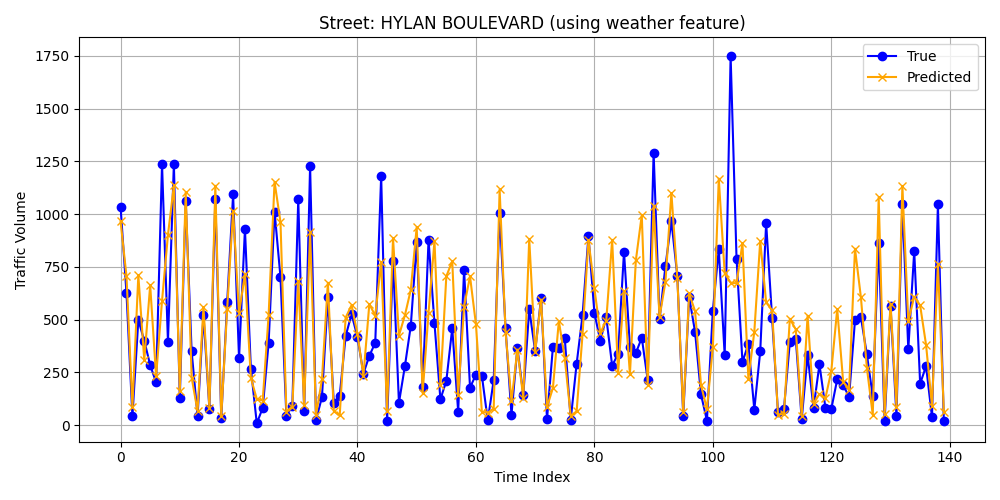 Street: HYLAN BOULEVARD (using weather feature)
True
Predicted
Traffic Volume
1750
1500
1250
1000
750
500
250
0
0 20 40 60 80 100 120 140
Time Index